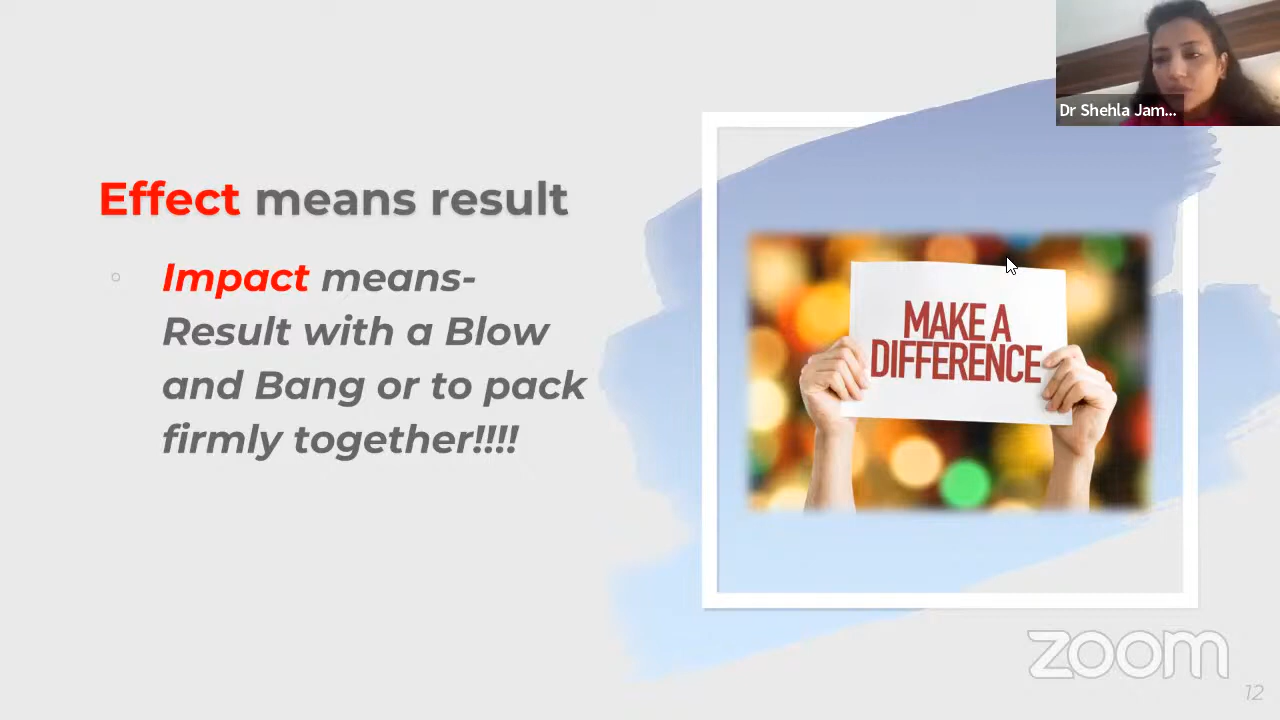 Dr Shehla Jam...
Effect means result
Impact means-
Result with a Blow
and Bang or to pack
firmly together!!!!
MAKE A
DIFFERENCE
zoom
12